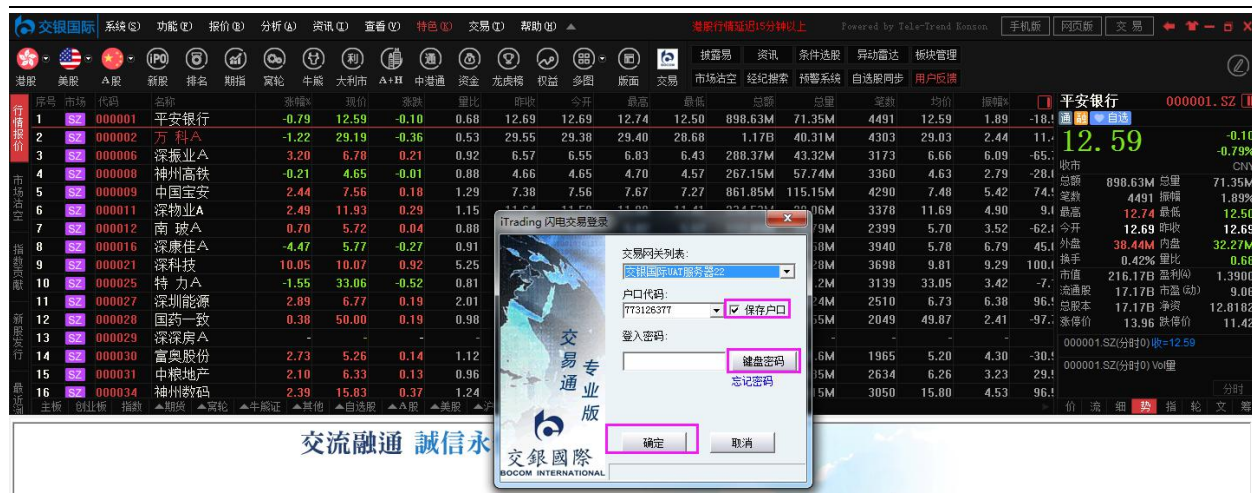 交银国际 系统(S) 功能(F) 报价(B) 分析(A) 资讯(I) 查看(V) 特色(K) 交易(T) 帮助(H) 港股行情延迟15分钟以上 Powered by Tele-Trend Konson 手机版 网页版 交易
港股 美股 A股 新股 排名 期指 窝轮 牛熊 大利市 A+H 中港通 资金 龙虎榜 权益 多图 版面 交易
披露易 资讯 条件选股 异动雷达 板块管理
市场沽空 经纪搜索 预警系统 自选股同步 用户反馈
行情报价
市场沽空
指数贡献
新股发行
序号 市场 代码 名称 涨幅% 现价 涨跌 量比 昨收 今开 最高 最低 总额 总量 笔数 均价 振幅%
1 SZ 000001 平安银行 -0.79 12.59 -0.10 0.68 12.69 12.69 12.74 12.50 898.63M 71.35M 4491 12.59 1.89
2 SZ 000002 万 科A -1.22 29.19 -0.36 0.53 29.55 29.38 29.40 28.68 1.17B 40.31M 4303 29.03 2.44
3 SZ 000006 深振业A 3.20 6.78 0.21 0.92 6.57 6.55 6.83 6.43 288.37M 43.32M 3173 6.66 6.09
4 SZ 000008 神州高铁 -0.21 4.65 -0.01 0.88 4.66 4.65 4.70 4.57 267.15M 57.74M 3360 4.63 2.79
5 SZ 000009 中国宝安 2.44 7.56 0.18 1.29 7.38 7.56 7.67 7.27 861.85M 115.15M 4290 7.48 5.42
6 SZ 000011 深物业A 2.49 11.93 0.29 1.15 3378 11.69 4.90
7 SZ 000012 南 玻A 0.70 5.72 0.04 0.88 2399 5.70 3.52
8 SZ 000016 深康佳A -4.47 5.77 -0.27 0.91 3940 5.78 6.79
9 SZ 000021 深科技 10.05 10.07 0.92 5.25 3698 9.81 9.29
10 SZ 000025 特 力A -1.55 33.06 -0.52 0.81 3139 33.05 3.42
11 SZ 000027 深圳能源 2.89 6.77 0.19 2.01 2510 6.73 6.38
12 SZ 000028 国药一致 0.38 50.00 0.19 0.98 2049 49.87 2.41
13 SZ 000029 深深房A - - - - - - -
14 SZ 000030 富奥股份 2.73 5.26 0.14 1.12 1965 5.20 4.30
15 SZ 000031 中粮地产 2.10 6.33 0.13 0.96 2634 6.26 3.23
16 SZ 000034 神州数码 2.39 15.83 0.37 1.24 3050 15.80 4.53
主板 创业板 指数 ▲期货 ▲窝轮 ▲牛熊证 ▲其他 ▲自选股 ▲A股 ▲美股
平安银行 000001.SZ
通 融 自选
12.59 -0.10
-0.79%
收市 CNY
总额 898.63M 总量 71.35M
笔数 4491 振幅 1.89%
最高 12.74 最低 12.50
今开 12.69 昨收 12.69
外盘 38.44M 内盘 32.27M
换手 0.42% 量比 0.68
市值 216.17B 盈利(4) 1.3900
流通股 17.17B 市盈(动) 9.06
总股本 17.17B 净资 12.8182
涨停价 13.96 跌停价 11.42
000001.SZ(分时0) 收=12.59
000001.SZ(分时0) Vol量
分时
价 流 细 势 指 轮 文 筹
iTrading 闪电交易登录
交易网关列表:
交银国际UAT服务器22
户口代码:
773126377 保存户口
登入密码:
键盘密码
忘记密码
确定 取消
交易通
专业版
交銀國際
BOCOM INTERNATIONAL
交流融通 誠信永